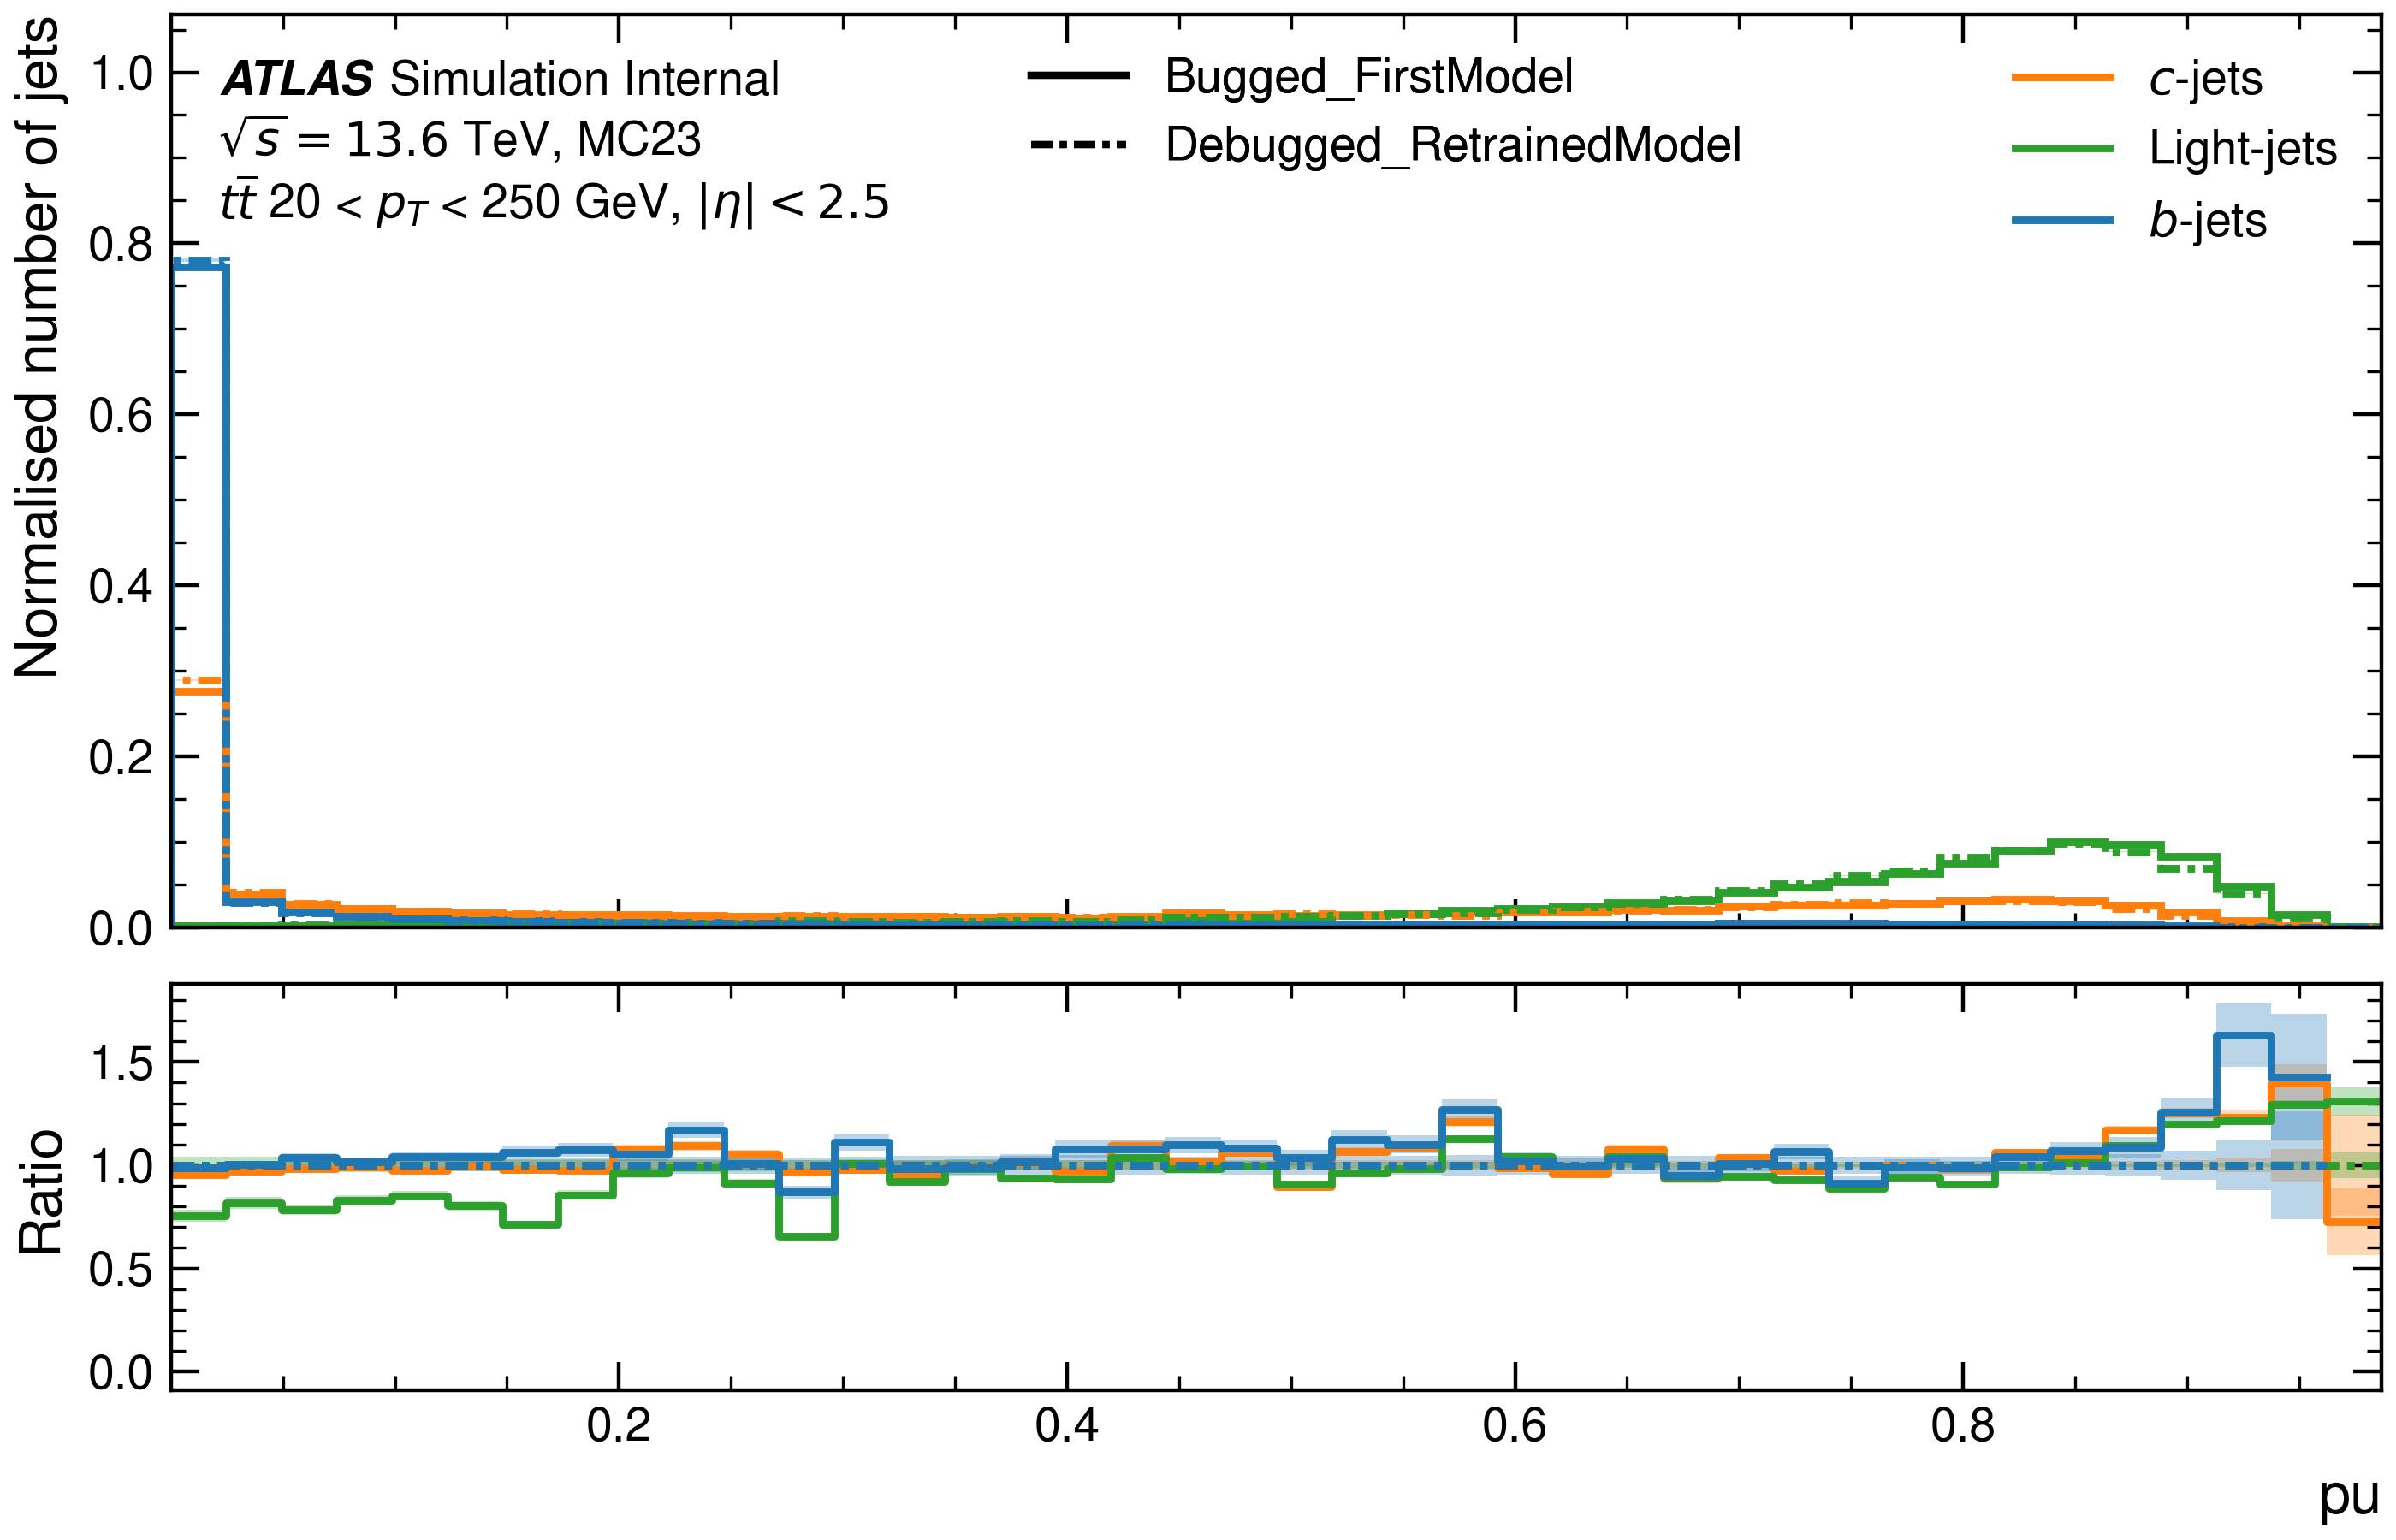 Normalised number of jets
1.0
0.8
0.6
0.4
0.2
0.0
ATLAS Simulation Internal
√s = 13.6 TeV, MC23
tt̄ 20 < p_T < 250 GeV, |η| < 2.5
Bugged_FirstModel
Debugged_RetrainedModel
c-jets
Light-jets
b-jets
Ratio
1.5
1.0
0.5
0.0
0.2
0.4
0.6
0.8
pu